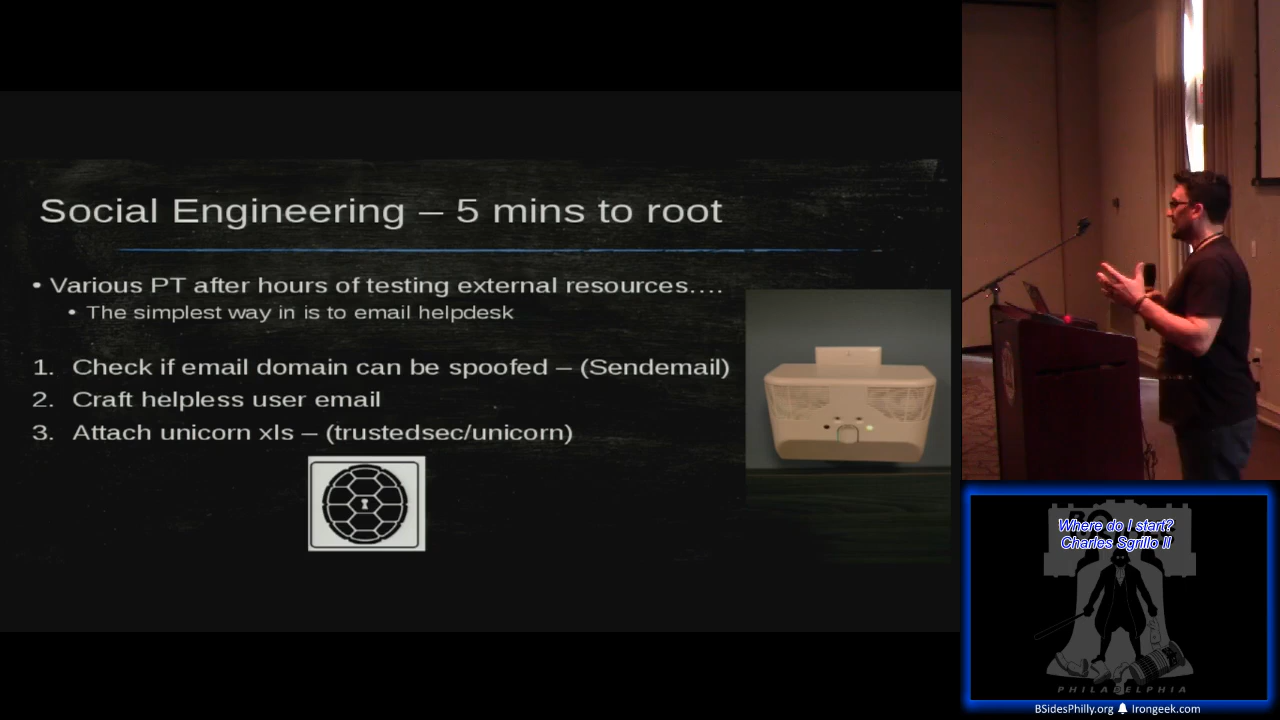 Social Engineering – 5 mins to root
• Various PT after hours of testing external resources....
• The simplest way in is to email helpdesk
1. Check if email domain can be spoofed – (Sendemail)
2. Craft helpless user email
3. Attach unicorn xls – (trustedsec/unicorn)
Where do I start?
Charles Sgrillo II
PHILADELPHIA
BSidesPhilly.org Irongeek.com